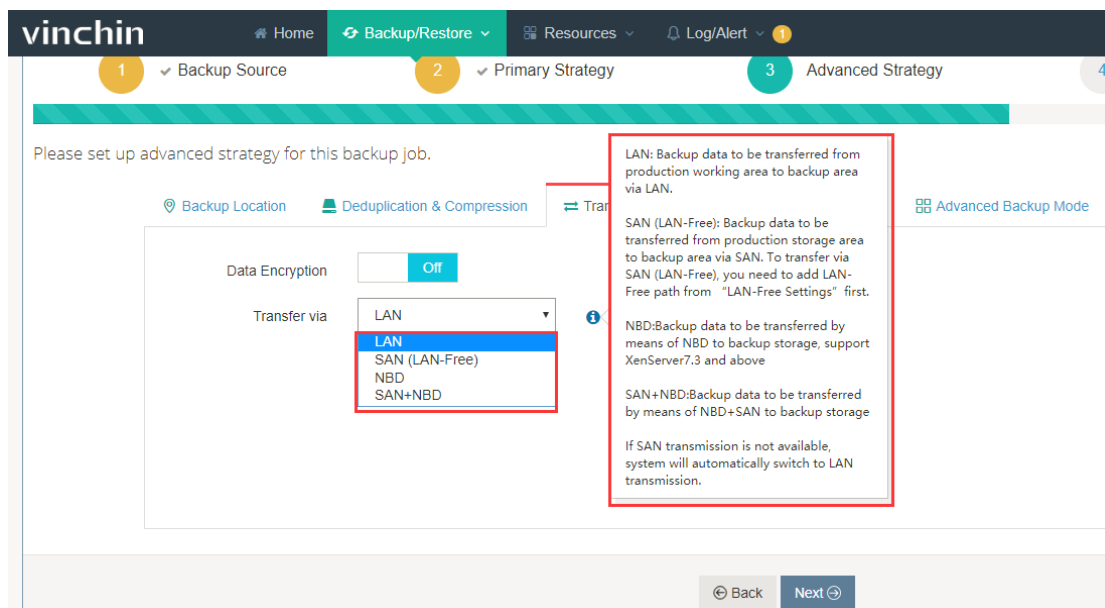 vinchin Home Backup/Restore Resources Log/Alert 1
1 Backup Source 2 Primary Strategy 3 Advanced Strategy 4
Please set up advanced strategy for this backup job.
Backup Location Deduplication & Compression Tran Advanced Backup Mode
Data Encryption Off
Transfer via LAN
LAN
SAN (LAN-Free)
NBD
SAN+NBD
LAN: Backup data to be transferred from
production working area to backup area
via LAN.
SAN (LAN-Free): Backup data to be
transferred from production storage area
to backup area via SAN. To transfer via
SAN (LAN-Free), you need to add LAN-
Free path from “LAN-Free Settings” first.
NBD:Backup data to be transferred by
means of NBD to backup storage, support
XenServer7.3 and above
SAN+NBD:Backup data to be transferred
by means of NBD+SAN to backup storage
If SAN transmission is not available,
system will automatically switch to LAN
transmission.
Back Next